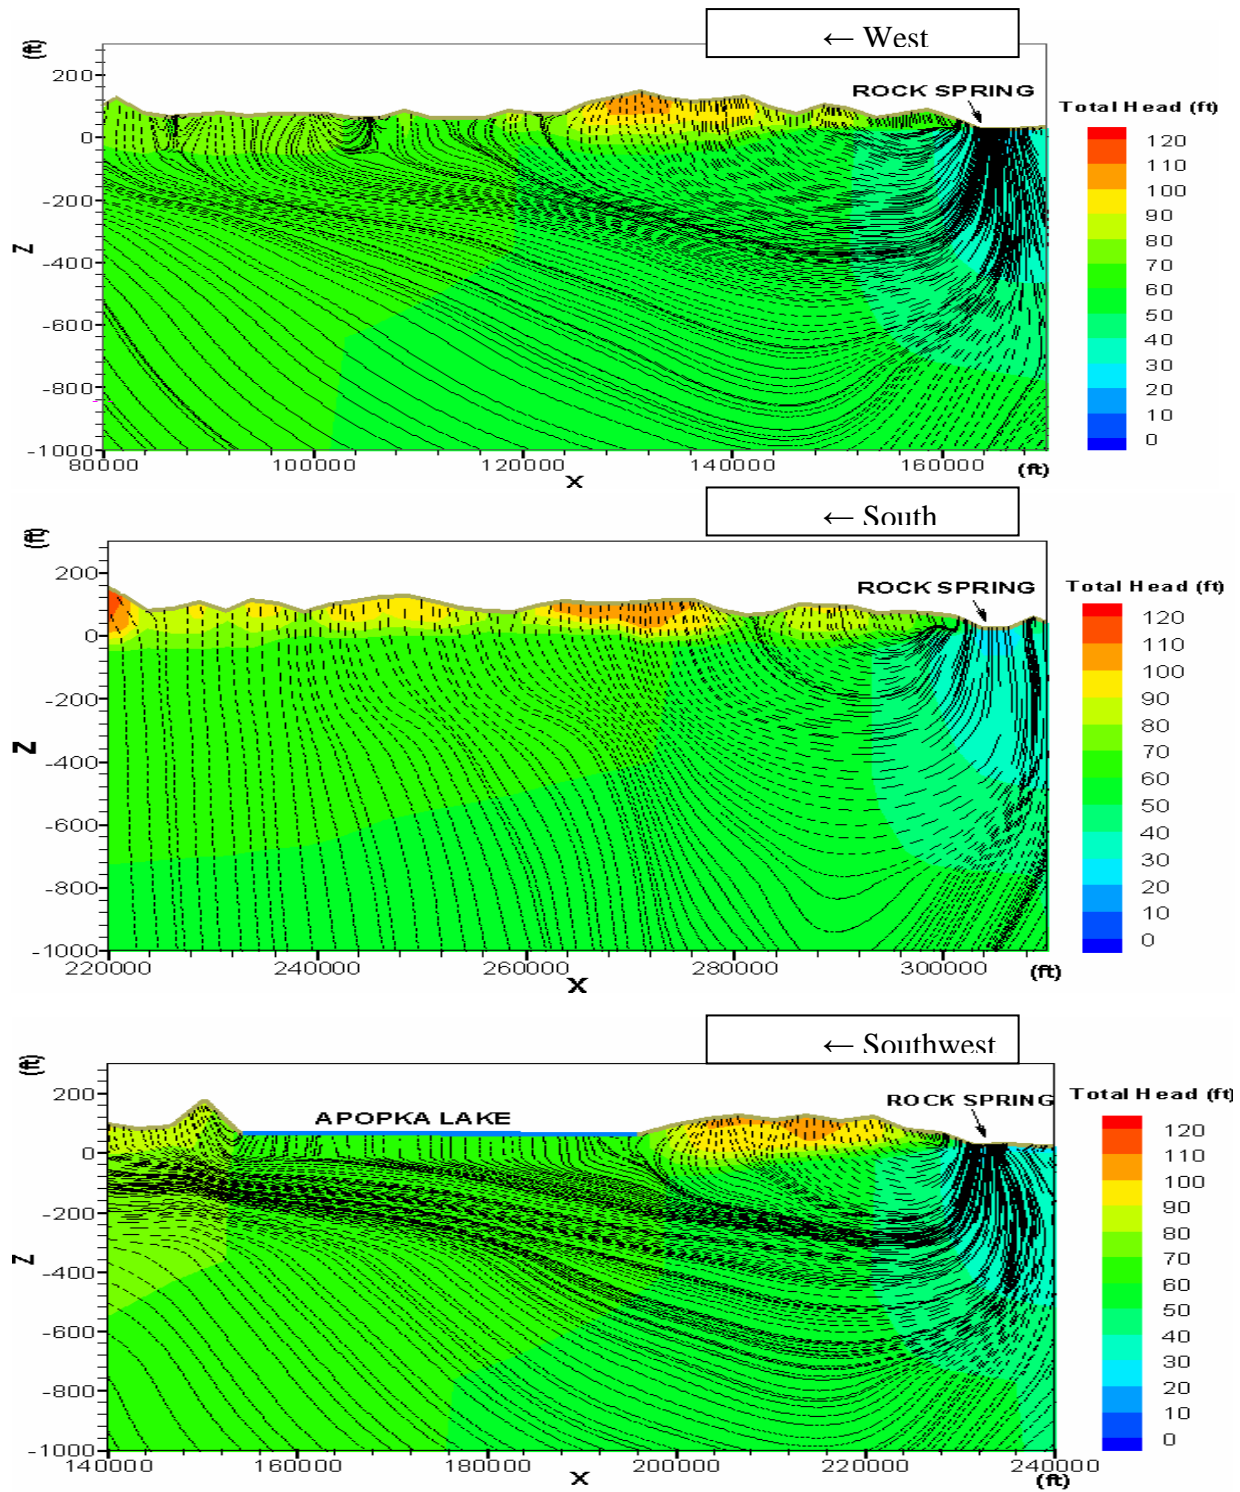 ← West
(ft)
200
0
-200
-400
-600
-800
-1000
Z
ROCK SPRING
80000 100000 120000 140000 160000 (ft)
X
Total Head (ft)
120
110
100
90
80
70
60
50
40
30
20
10
0
← South
(ft)
200
0
-200
-400
-600
-800
-1000
Z
ROCK SPRING
220000 240000 260000 280000 300000 (ft)
X
Total Head (ft)
120
110
100
90
80
70
60
50
40
30
20
10
0
← Southwest
(ft)
200
0
-200
-400
-600
-800
-1000
Z
APOPKA LAKE
ROCK SPRING
140000 160000 180000 200000 220000 240000
X (ft)
Total Head (ft)
120
110
100
90
80
70
60
50
40
30
20
10
0